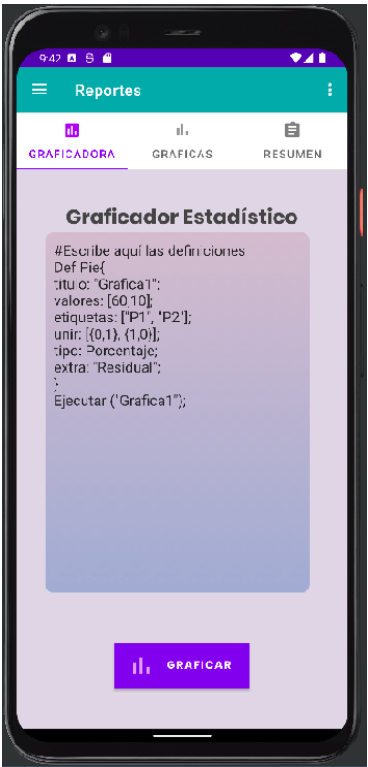 9:42
Reportes
GRAFICADORA GRAFICAS RESUMEN
Graficador Estadístico
#Escribe aquí las definiciones
Def Pie{
titulo: "Grafica1";
valores: [60,10];
etiquetas: ["P1", "P2"];
unir: [{0,1}, {1,0}];
tipo: Porcentaje;
extra: "Residual";
}
Ejecutar ("Grafica1");
GRAFICAR